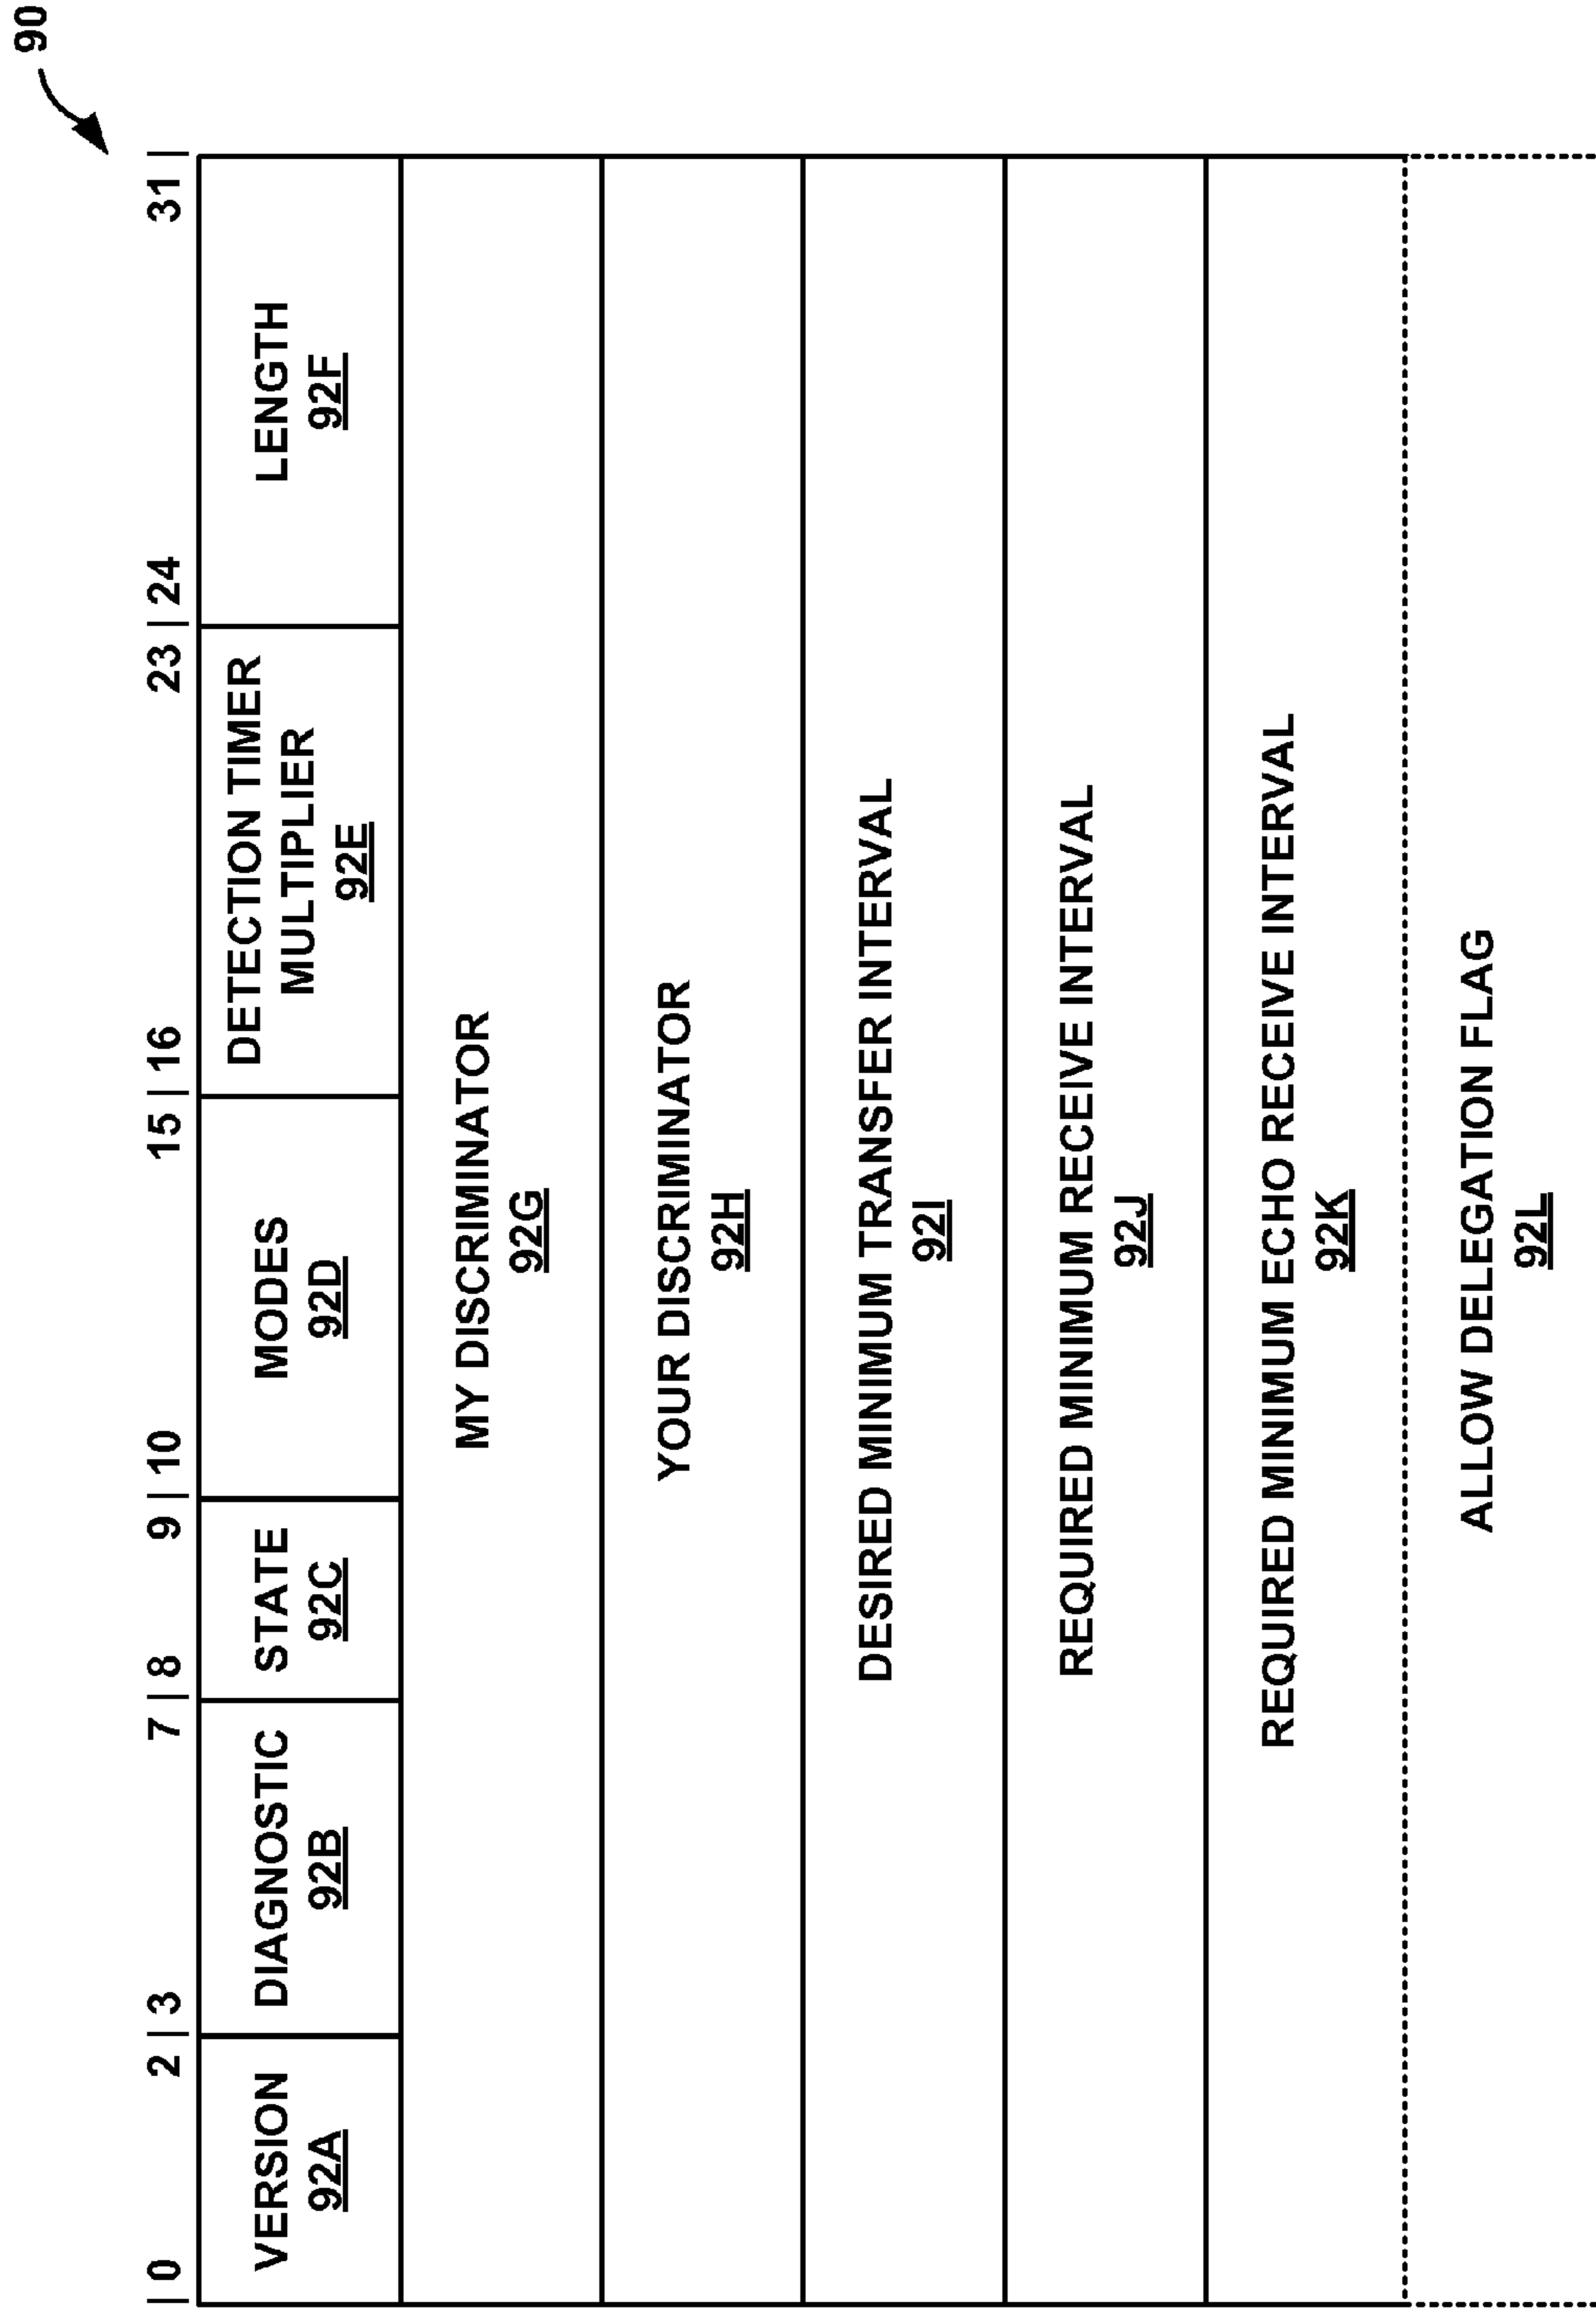 90
| 0 2 | 3 7 | 8 9 | 10 15 | 16 23 | 24 31 |
VERSION
92A
DIAGNOSTIC
92B
STATE
92C
MODES
92D
DETECTION TIMER
MULTIPLIER
92E
LENGTH
92F
MY DISCRIMINATOR
92G
YOUR DISCRIMINATOR
92H
DESIRED MINIMUM TRANSFER INTERVAL
92I
REQUIRED MINIMUM RECEIVE INTERVAL
92J
REQUIRED MINIMUM ECHO RECEIVE INTERVAL
92K
ALLOW DELEGATION FLAG
92L